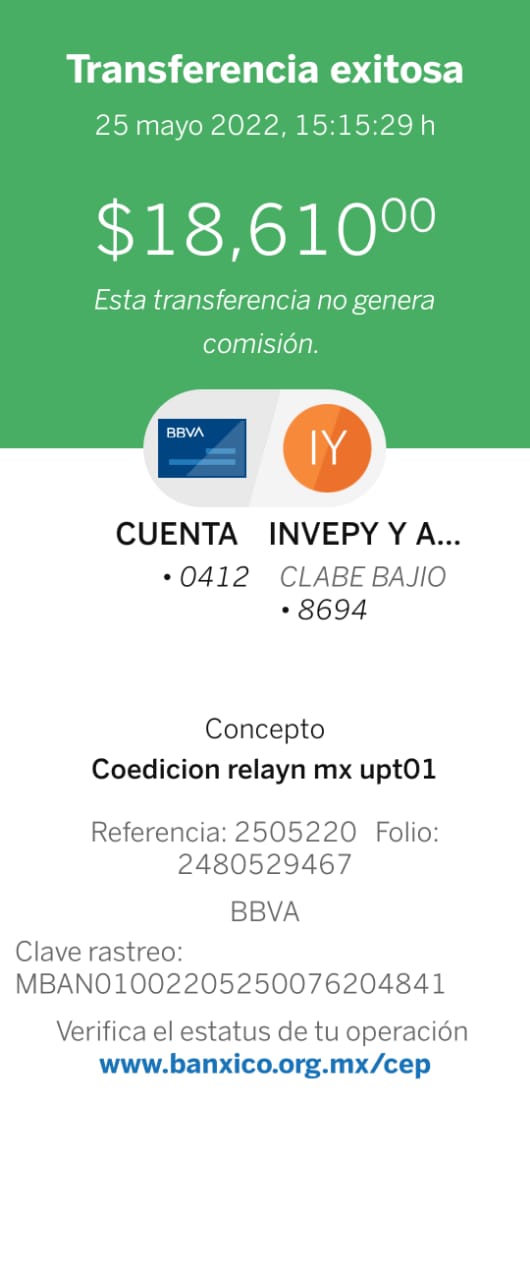 Transferencia exitosa
25 mayo 2022, 15:15:29 h
$18,610⁰⁰
Esta transferencia no genera
comisión.
BBVA
IY
CUENTA INVEPY Y A...
• 0412 CLABE BAJIO
• 8694
Concepto
Coedicion relayn mx upt01
Referencia: 2505220 Folio:
2480529467
BBVA
Clave rastreo:
MBAN01002205250076204841
Verifica el estatus de tu operación
www.banxico.org.mx/cep